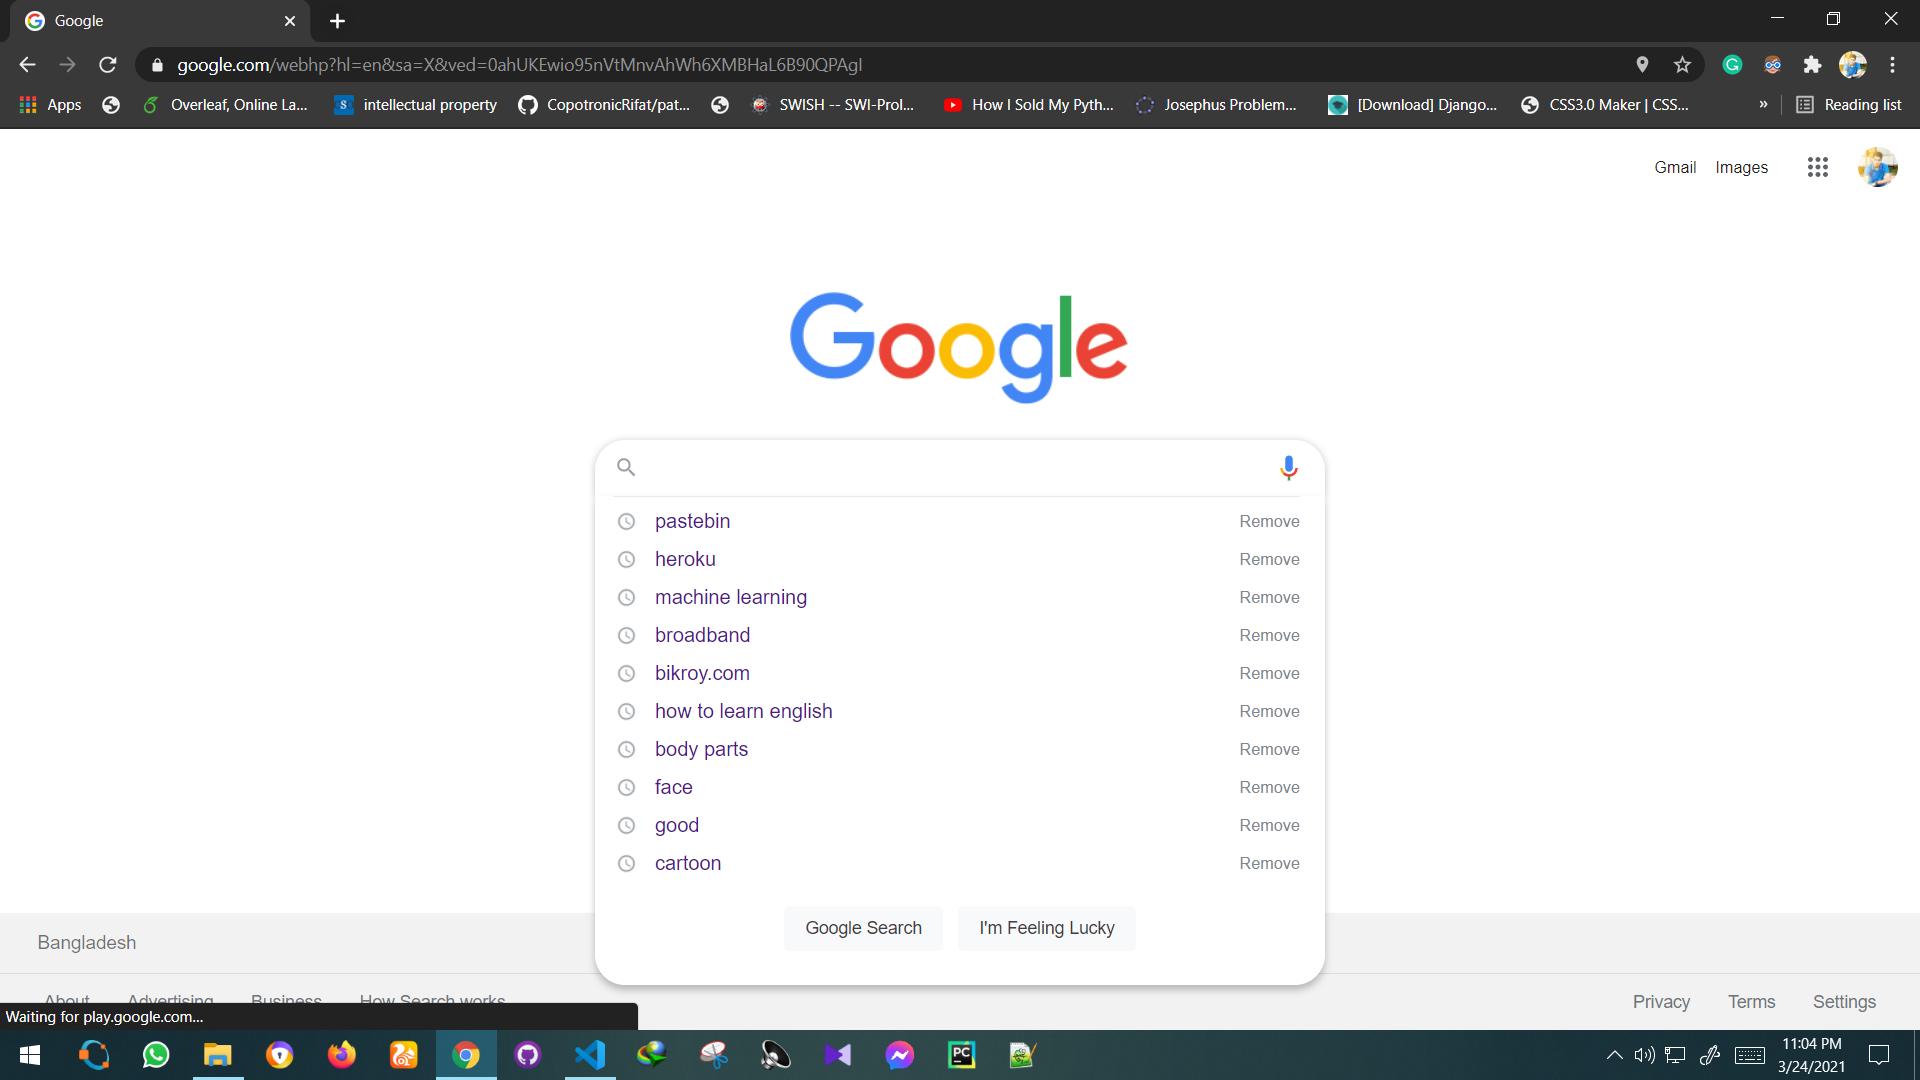 Google
google.com/webhp?hl=en&sa=X&ved=0ahUKEwio95nVtMnvAhWh6XMBHaL6B90QPAgI
Apps Overleaf, Online La... intellectual property CopotronicRifat/pat... SWISH -- SWI-Prol... How I Sold My Pyth... Josephus Problem... [Download] Django... CSS3.0 Maker | CSS... » Reading list
Gmail Images
Google
pastebin Remove
heroku Remove
machine learning Remove
broadband Remove
bikroy.com Remove
how to learn english Remove
body parts Remove
face Remove
good Remove
cartoon Remove
Google Search I'm Feeling Lucky
Bangladesh
About Advertising Business How Search works Privacy Terms Settings
Waiting for play.google.com...
11:04 PM
3/24/2021